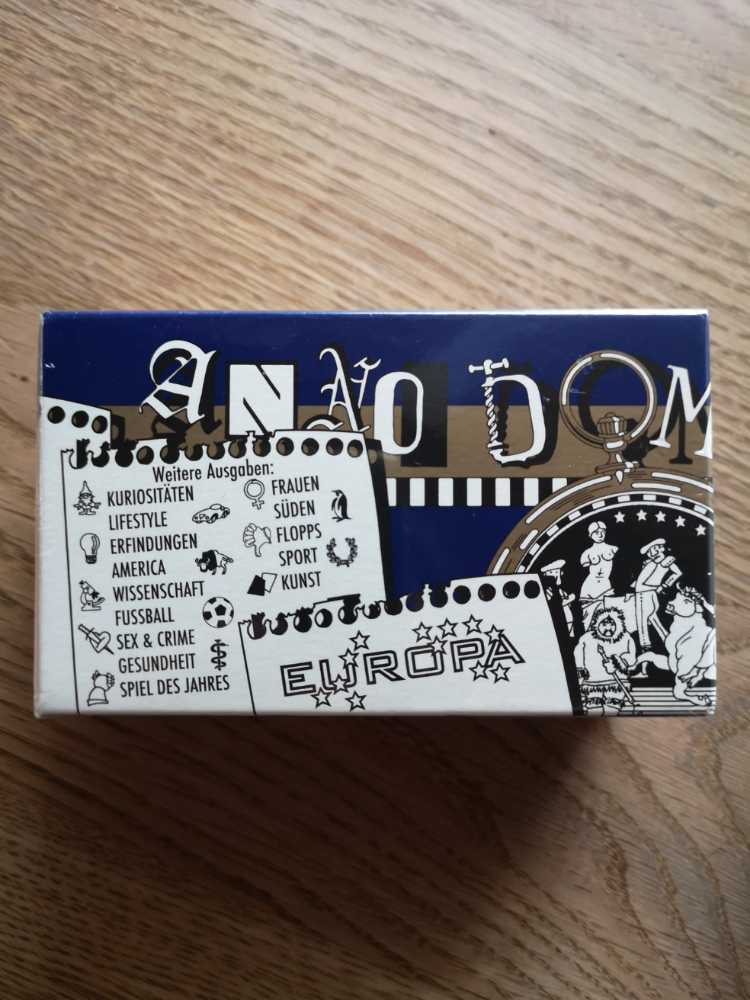 ANNO DOM
Weitere Ausgaben:
KURIOSITÄTEN
LIFESTYLE
ERFINDUNGEN
AMERICA
WISSENSCHAFT
FUSSBALL
SEX & CRIME
GESUNDHEIT
SPIEL DES JAHRES
FRAUEN
SÜDEN
FLOPPS
SPORT
KUNST
EUROPA